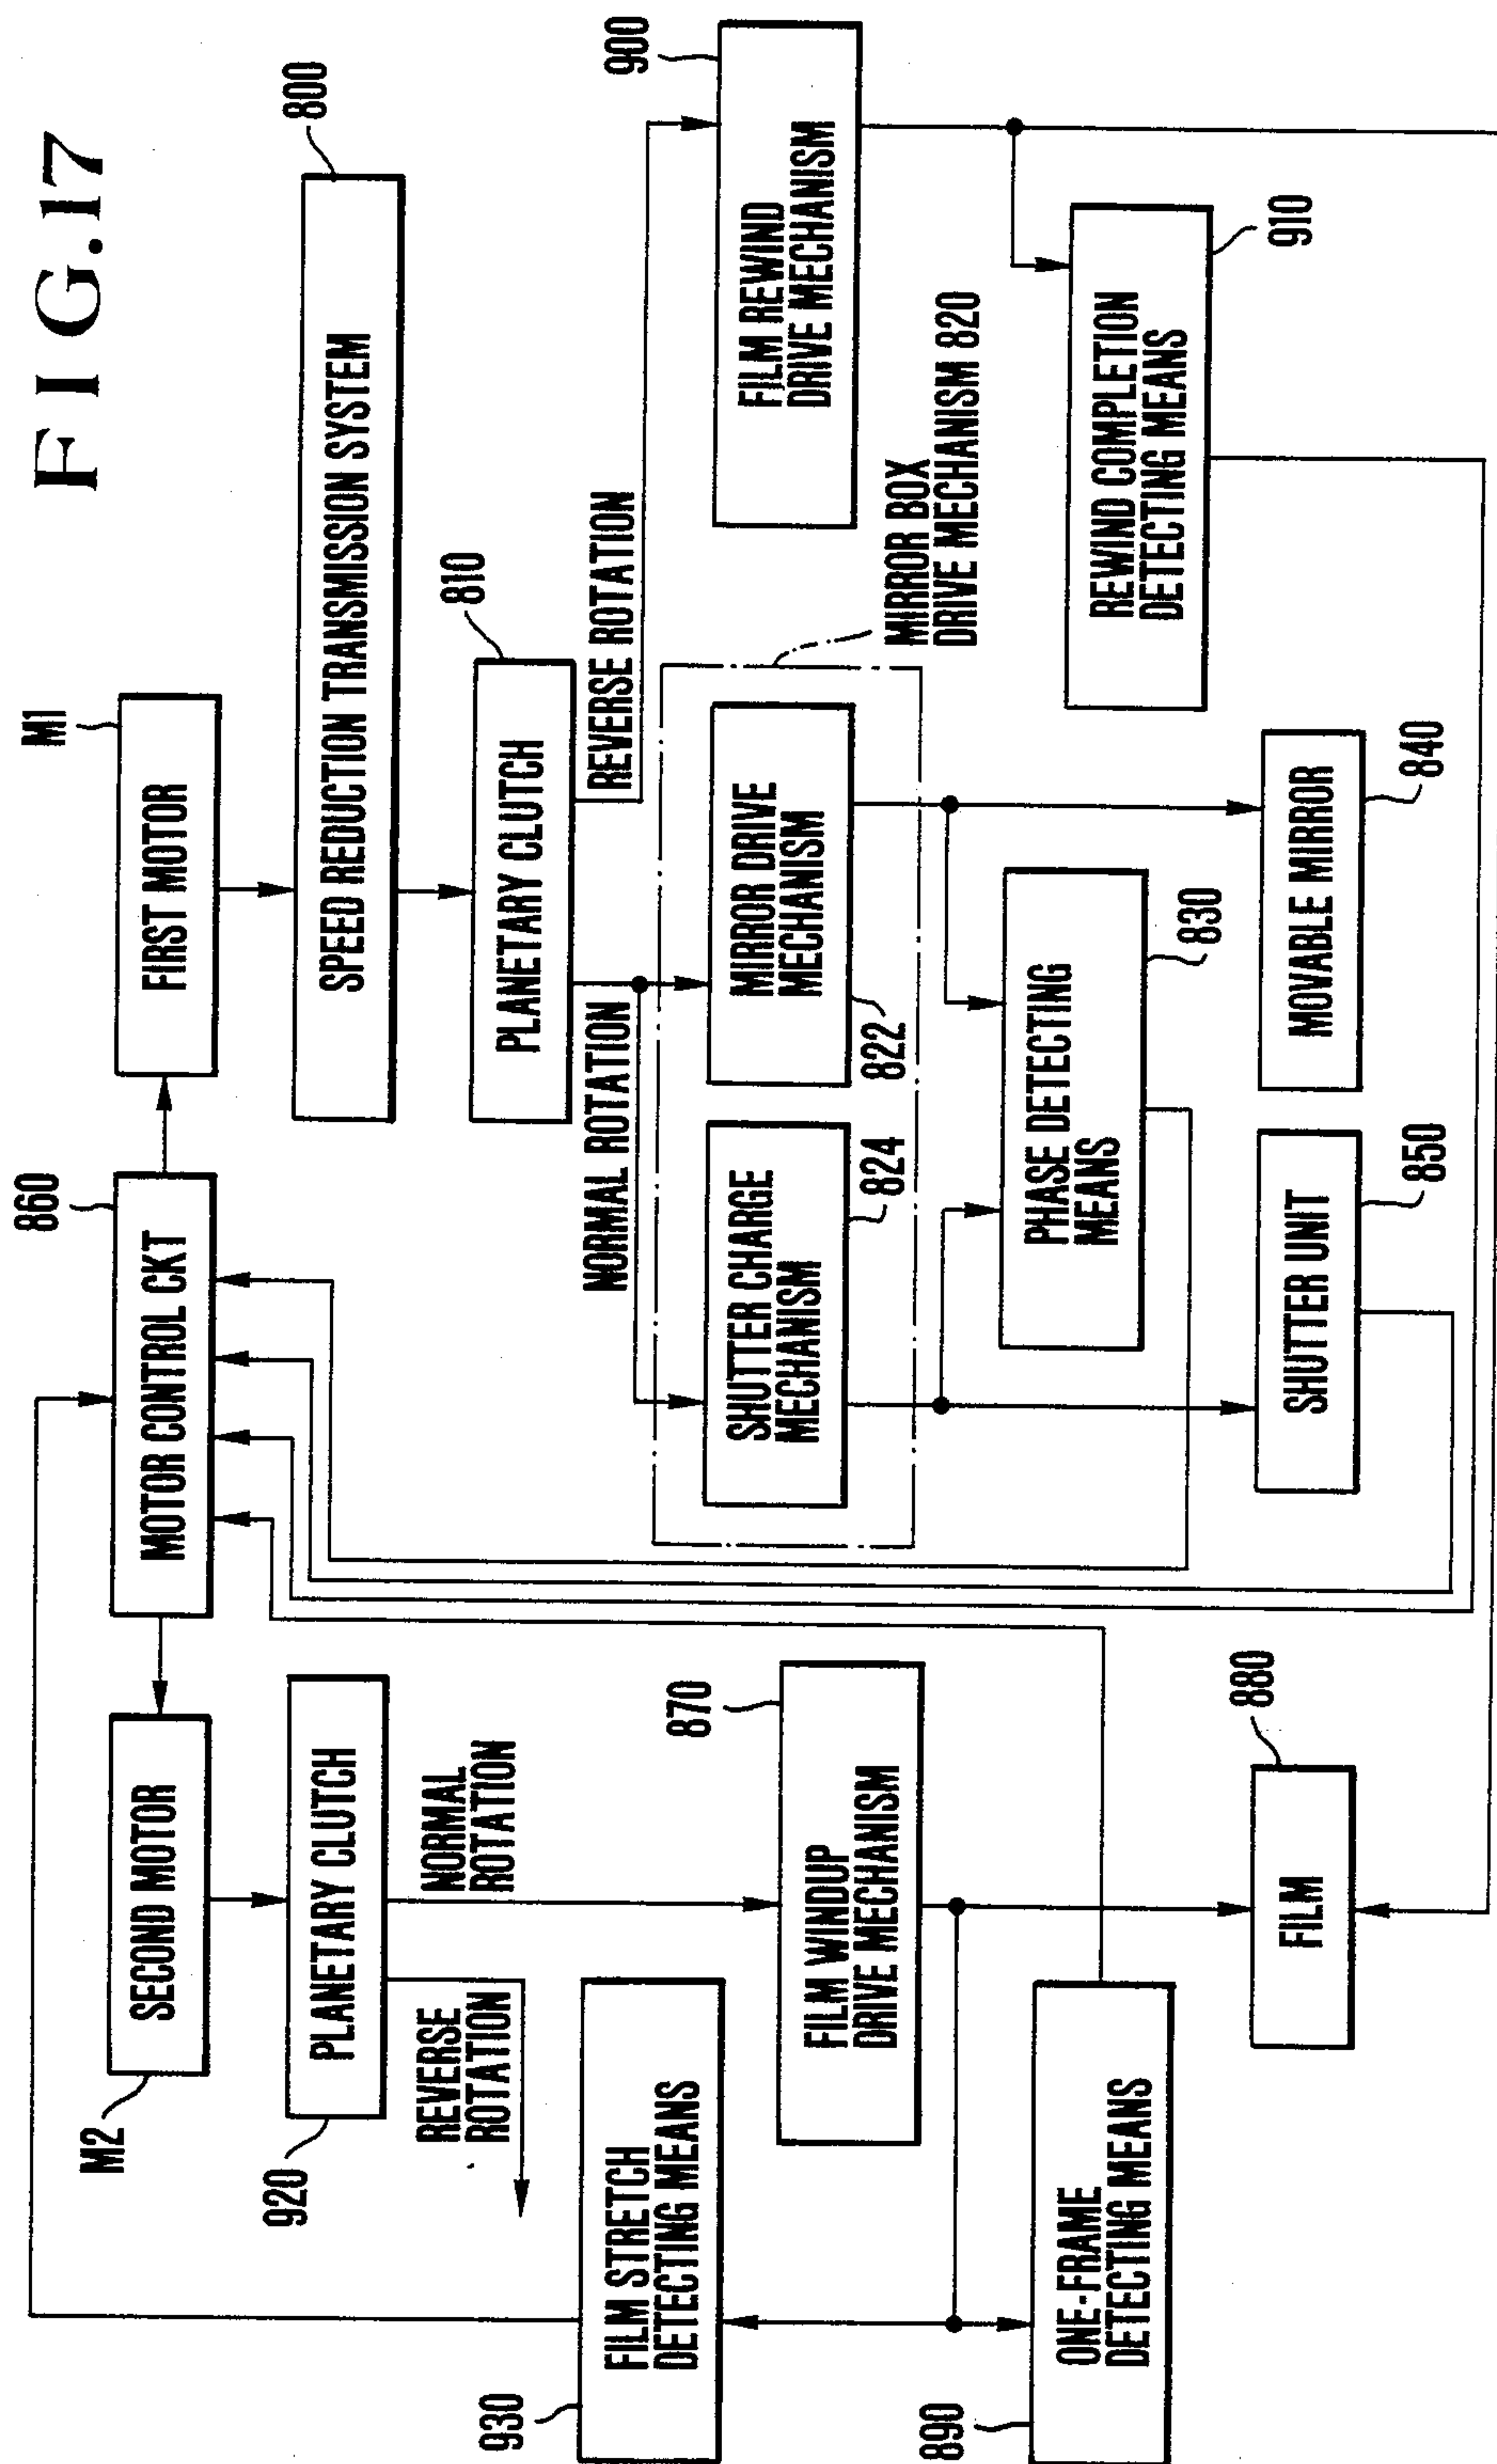 FIG.17
860
MOTOR CONTROL CKT
M1
FIRST MOTOR
800
SPEED REDUCTION TRANSMISSION SYSTEM
810
PLANETARY CLUTCH
NORMAL ROTATION
REVERSE ROTATION
900
FILM REWIND
DRIVE MECHANISM
MIRROR BOX
DRIVE MECHANISM 820
SHUTTER CHARGE
MECHANISM
824
MIRROR DRIVE
MECHANISM
822
910
REWIND COMPLETION
DETECTING MEANS
PHASE DETECTING
MEANS
830
SHUTTER UNIT
850
MOVABLE MIRROR
840
M2
SECOND MOTOR
920
PLANETARY CLUTCH
REVERSE
ROTATION
NORMAL
ROTATION
930
FILM STRETCH
DETECTING MEANS
870
FILM WINDUP
DRIVE MECHANISM
890
ONE-FRAME
DETECTING MEANS
880
FILM